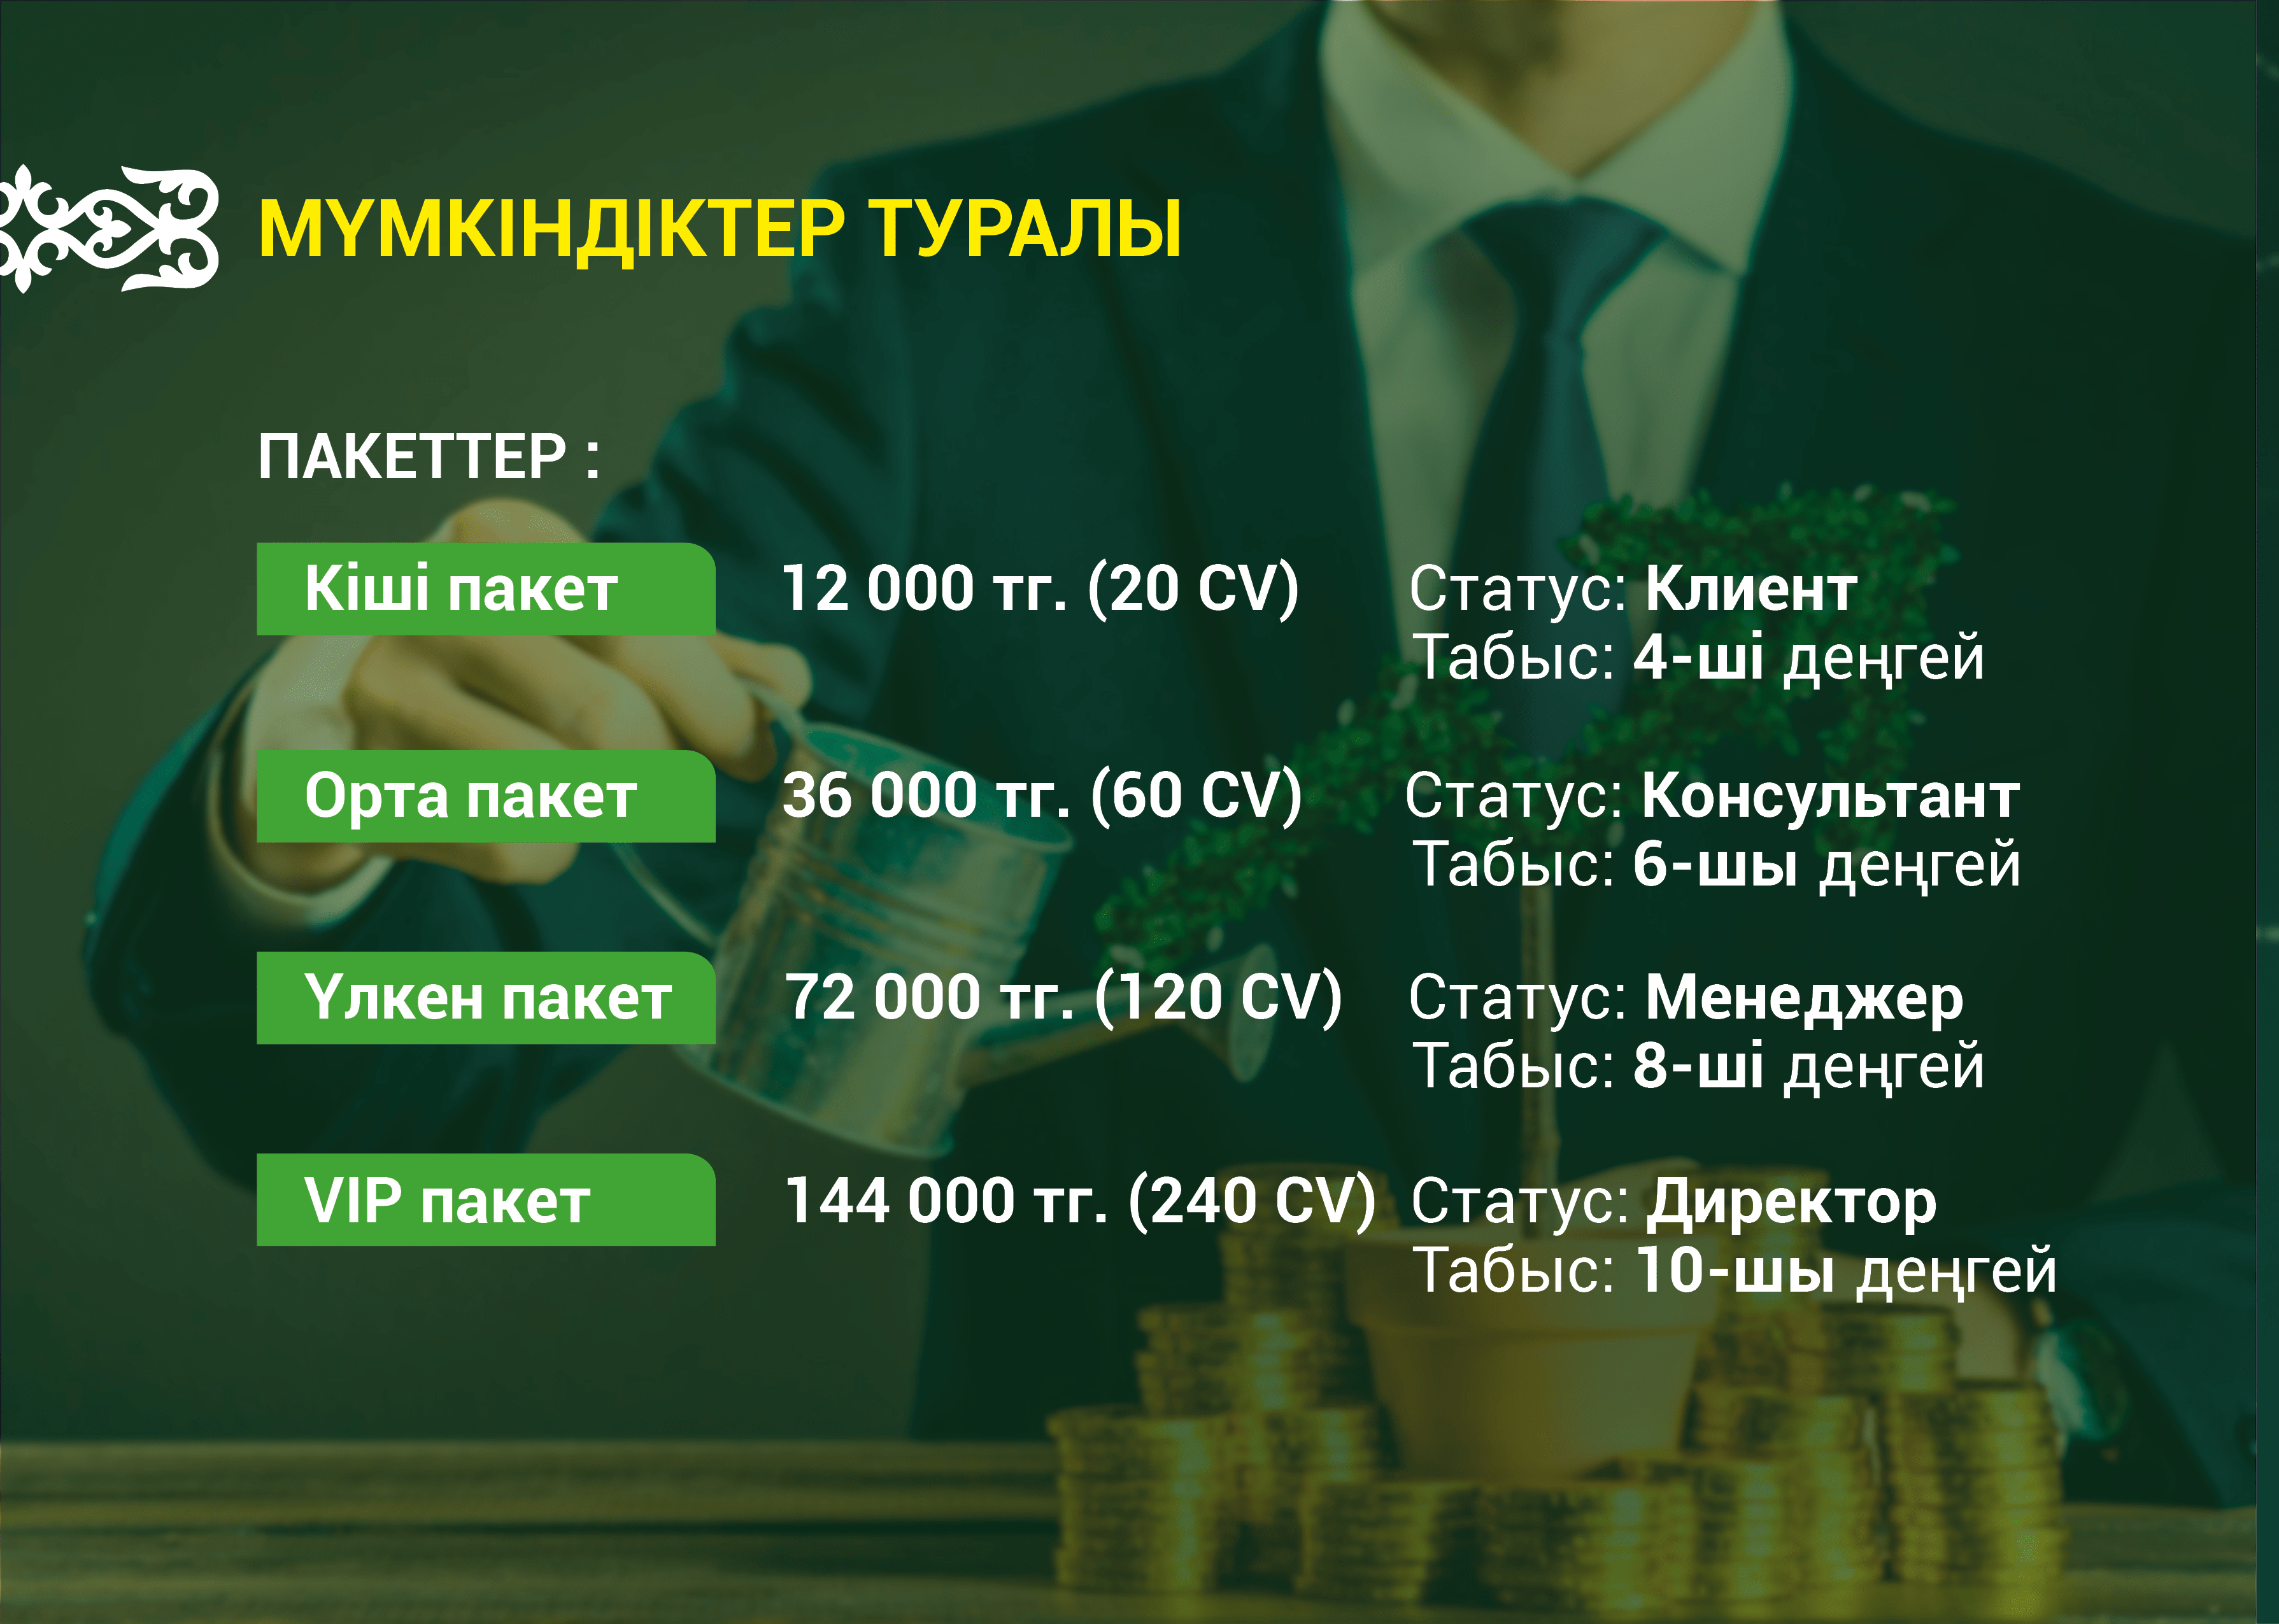 МҮМКІНДІКТЕР ТУРАЛЫ
ПАКЕТТЕР :
Кіші пакет 12 000 тг. (20 CV) Статус: Клиент
Табыс: 4-ші деңгей
Орта пакет 36 000 тг. (60 CV) Статус: Консультант
Табыс: 6-шы деңгей
Үлкен пакет 72 000 тг. (120 CV) Статус: Менеджер
Табыс: 8-ші деңгей
VIP пакет 144 000 тг. (240 CV) Статус: Директор
Табыс: 10-шы деңгей